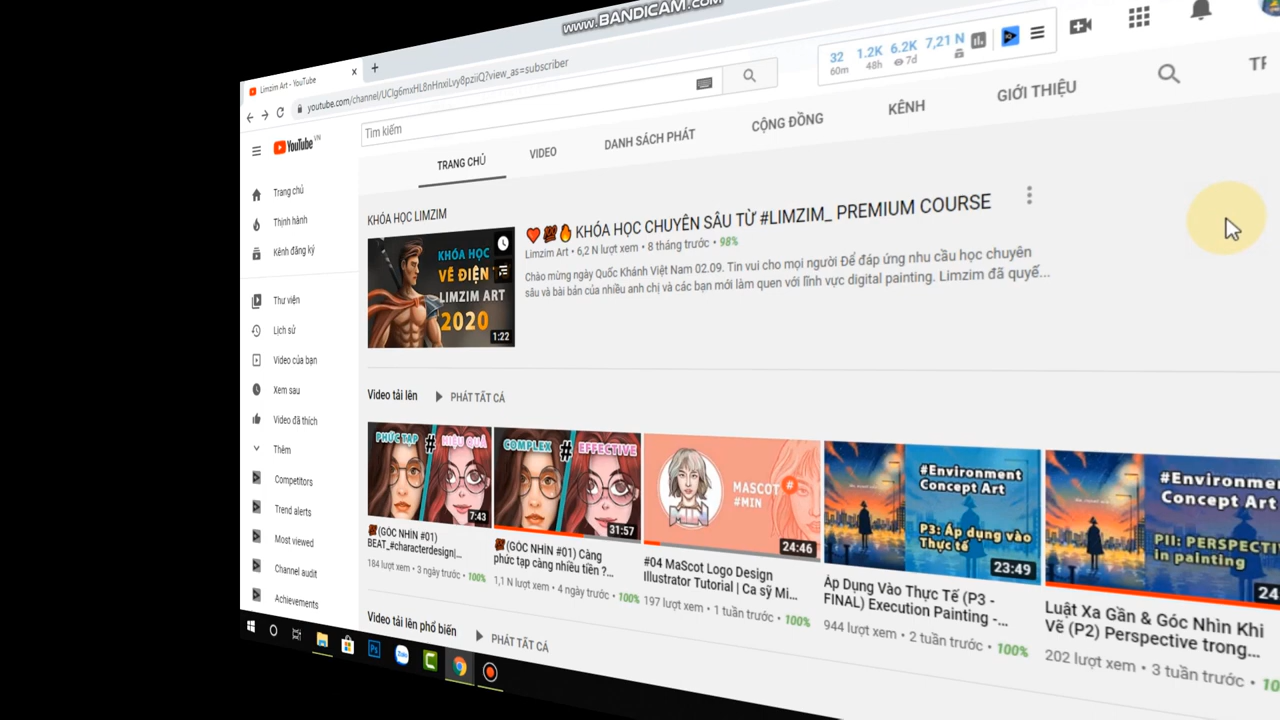 www.BANDICAM.com
Limzim Art - YouTube
youtube.com/channel/UClg6mxHL8nHnxiLvy8pziiQ?view_as=subscriber
YouTube VN
Tìm kiếm
32 1.2K 6.2K 7,21 N
60m 48h 7d
TRANG CHỦ VIDEO DANH SÁCH PHÁT CỘNG ĐỒNG KÊNH GIỚI THIỆU
Trang chủ
Thịnh hành
Kênh đăng ký
Thư viện
Lịch sử
Video của bạn
Xem sau
Video đã thích
Thêm
Competitors
Trend alerts
Most viewed
Channel audit
Achievements
KHÓA HỌC LIMZIM
KHÓA HỌC
VẼ ĐIỆN
LIMZIM ART
2020
1:22
KHÓA HỌC CHUYÊN SÂU TỪ #LIMZIM_ PREMIUM COURSE
Limzim Art • 6,2 N lượt xem • 8 tháng trước • 98%
Chào mừng ngày Quốc Khánh Việt Nam 02.09. Tin vui cho mọi người Để đáp ứng nhu cầu học chuyên
sâu và bài bản của nhiều anh chị và các bạn mới làm quen với lĩnh vực digital painting. Limzim đã quyế...
Video tải lên PHÁT TẤT CẢ
PHỨC TẠP # HIỆU QUẢ
7:43
(GÓC NHÌN #01)
BEAT_#characterdesign|...
184 lượt xem • 3 ngày trước • 100%
COMPLEX # EFFECTIVE
31:57
(GÓC NHÌN #01) Càng
phức tạp càng nhiều tiền ?...
1,1 N lượt xem • 4 ngày trước • 100%
MASCOT #
#MIN
24:46
#04 MaScot Logo Design
Illustrator Tutorial | Ca sỹ Mi...
197 lượt xem • 1 tuần trước • 100%
#Environment
Concept Art
P3: Áp dụng vào
Thực tế
23:49
Áp Dụng Vào Thực Tế (P3 -
FINAL) Execution Painting -...
944 lượt xem • 2 tuần trước • 100%
#Environment
Concept Art
PII: PERSPECTI
in painting
24
Luật Xa Gần & Góc Nhìn Khi
Vẽ (P2) Perspective trong...
202 lượt xem • 3 tuần trước • 10
Video tải lên phổ biến PHÁT TẤT CẢ